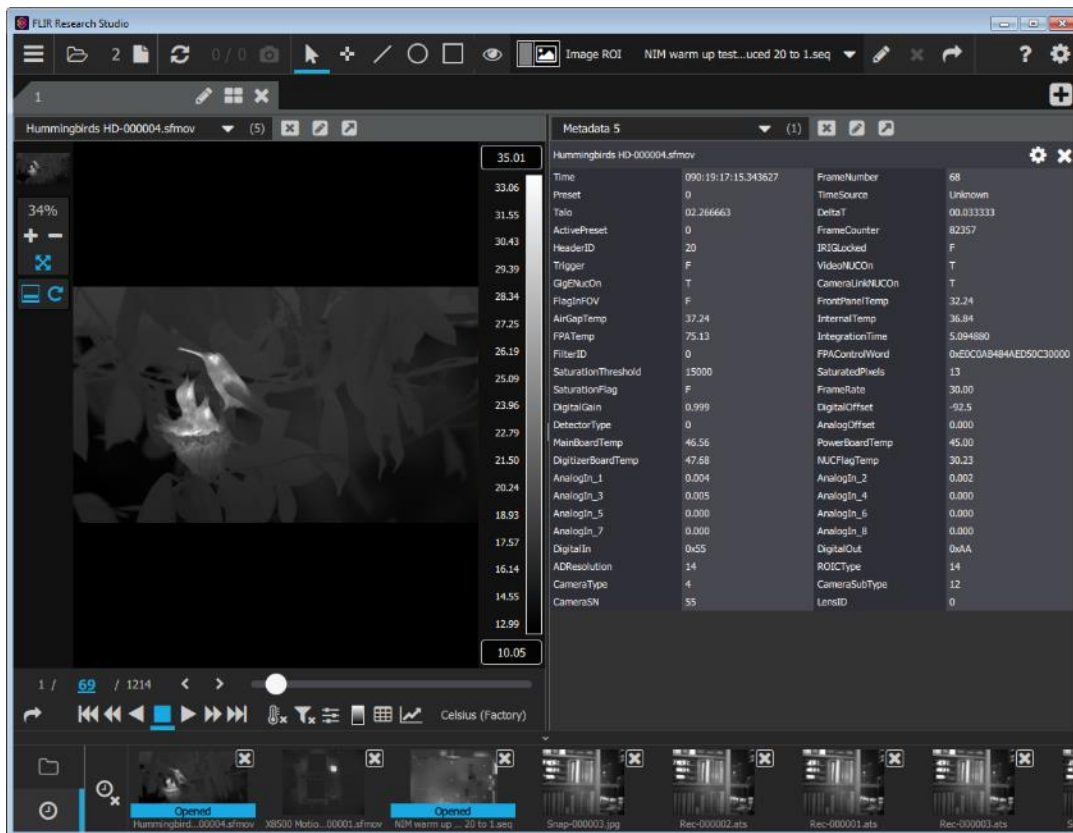 FLIR Research Studio
2
0 / 0
Image ROI
NIM warm up test...uced 20 to 1.seq
?
1
Hummingbirds HD-000004.sfmov
(5)
Metadata 5
(1)
34%
35.01
33.06
31.55
30.43
29.39
28.34
27.25
26.19
25.09
23.96
22.79
21.50
20.24
18.93
17.57
16.14
14.55
12.99
10.05
Hummingbirds HD-000004.sfmov
Time 090:19:17:15.343627 FrameNumber 68
Preset 0 TimeSource Unknown
Talo 02.266663 DeltaT 00.033333
ActivePreset 0 FrameCounter 82357
HeaderID 20 IRIGLocked F
Trigger F VideoNUCOn T
GigENucOn T CameraLinkNUCOn T
FlagInFOV F FrontPanelTemp 32.24
AirGapTemp 37.24 InternalTemp 36.84
FPATemp 75.13 IntegrationTime 5.094880
FilterID 0 FPAControlWord 0xE0C0AB484AED50C30000
SaturationThreshold 15000 SaturatedPixels 13
SaturationFlag F FrameRate 30.00
DigitalGain 0.999 DigitalOffset -92.5
DetectorType 0 AnalogOffset 0.000
MainBoardTemp 46.56 PowerBoardTemp 45.00
DigitizerBoardTemp 47.68 NUCFlagTemp 30.23
AnalogIn_1 0.004 AnalogIn_2 0.002
AnalogIn_3 0.005 AnalogIn_4 0.000
AnalogIn_5 0.000 AnalogIn_6 0.000
AnalogIn_7 0.000 AnalogIn_8 0.000
DigitalIn 0x55 DigitalOut 0xAA
ADResolution 14 ROICType 14
CameraType 4 CameraSubType 12
CameraSN 55 LensID 0
1 / 69 / 1214
Celsius (Factory)
Opened
Opened
Hummingbird...00004.sfmov
X8500 Motio...00001.sfmov
NIM warm up ... 20 to 1.seq
Snap-000003.jpg
Rec-000002.ats
Rec-000001.ats
Rec-000003.ats
S